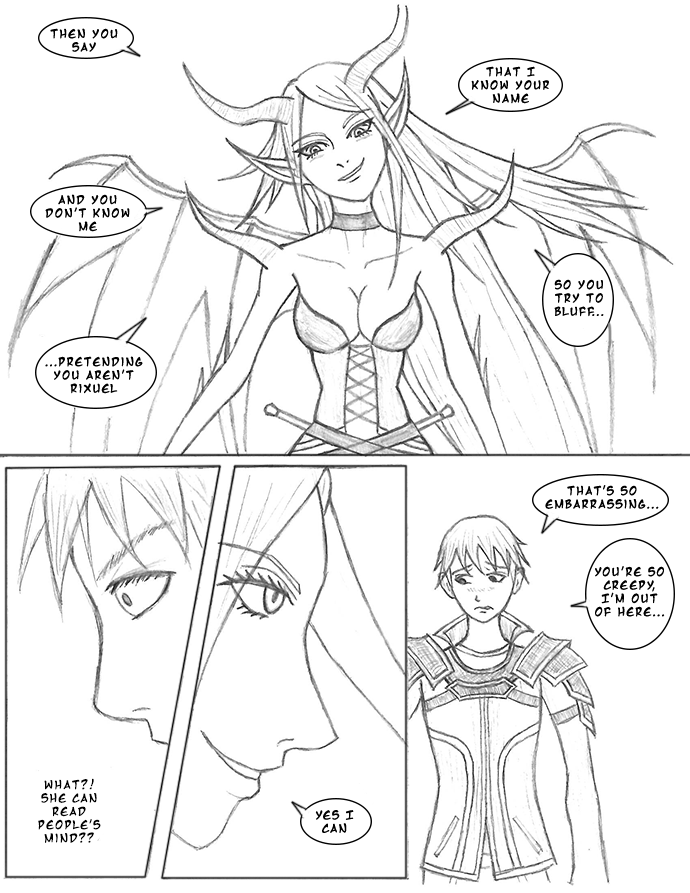 THEN YOU
SAY
THAT I
KNOW YOUR
NAME
AND YOU
DON'T KNOW
ME
SO YOU
TRY TO
BLUFF...
...PRETENDING
YOU AREN'T
RIXUEL
WHAT?!
SHE CAN
READ
PEOPLE'S
MIND??
YES I
CAN
THAT'S SO
EMBARRASSING...
YOU'RE SO
CREEPY,
I'M OUT
OF HERE...